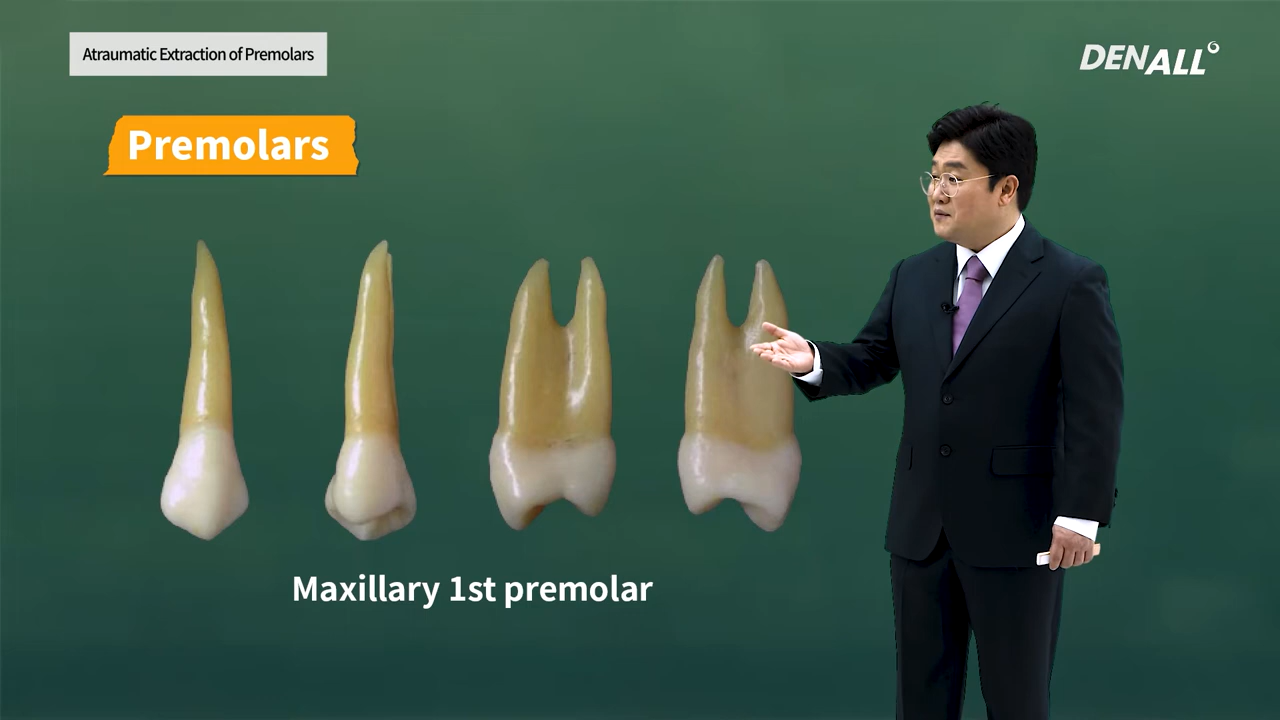 Atraumatic Extraction of Premolars
DENALL
Premolars
Maxillary 1st premolar